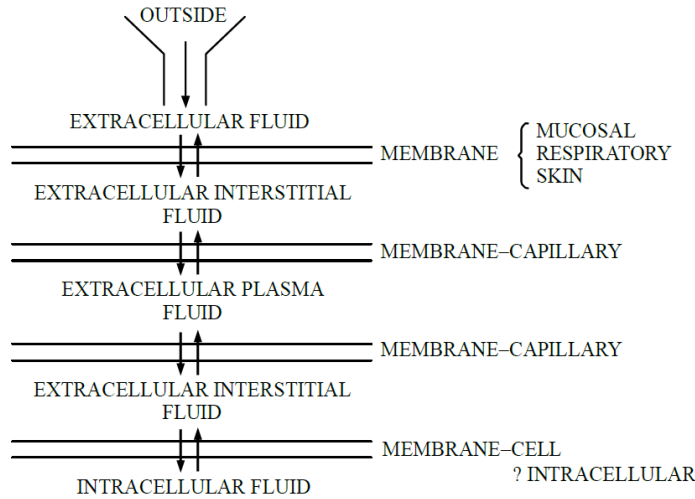 OUTSIDE
EXTRACELLULAR FLUID
MEMBRANE
MUCOSAL
RESPIRATORY
SKIN
EXTRACELLULAR INTERSTITIAL
FLUID
MEMBRANE–CAPILLARY
EXTRACELLULAR PLASMA
FLUID
MEMBRANE–CAPILLARY
EXTRACELLULAR INTERSTITIAL
FLUID
MEMBRANE–CELL
? INTRACELLULAR
INTRACELLULAR FLUID